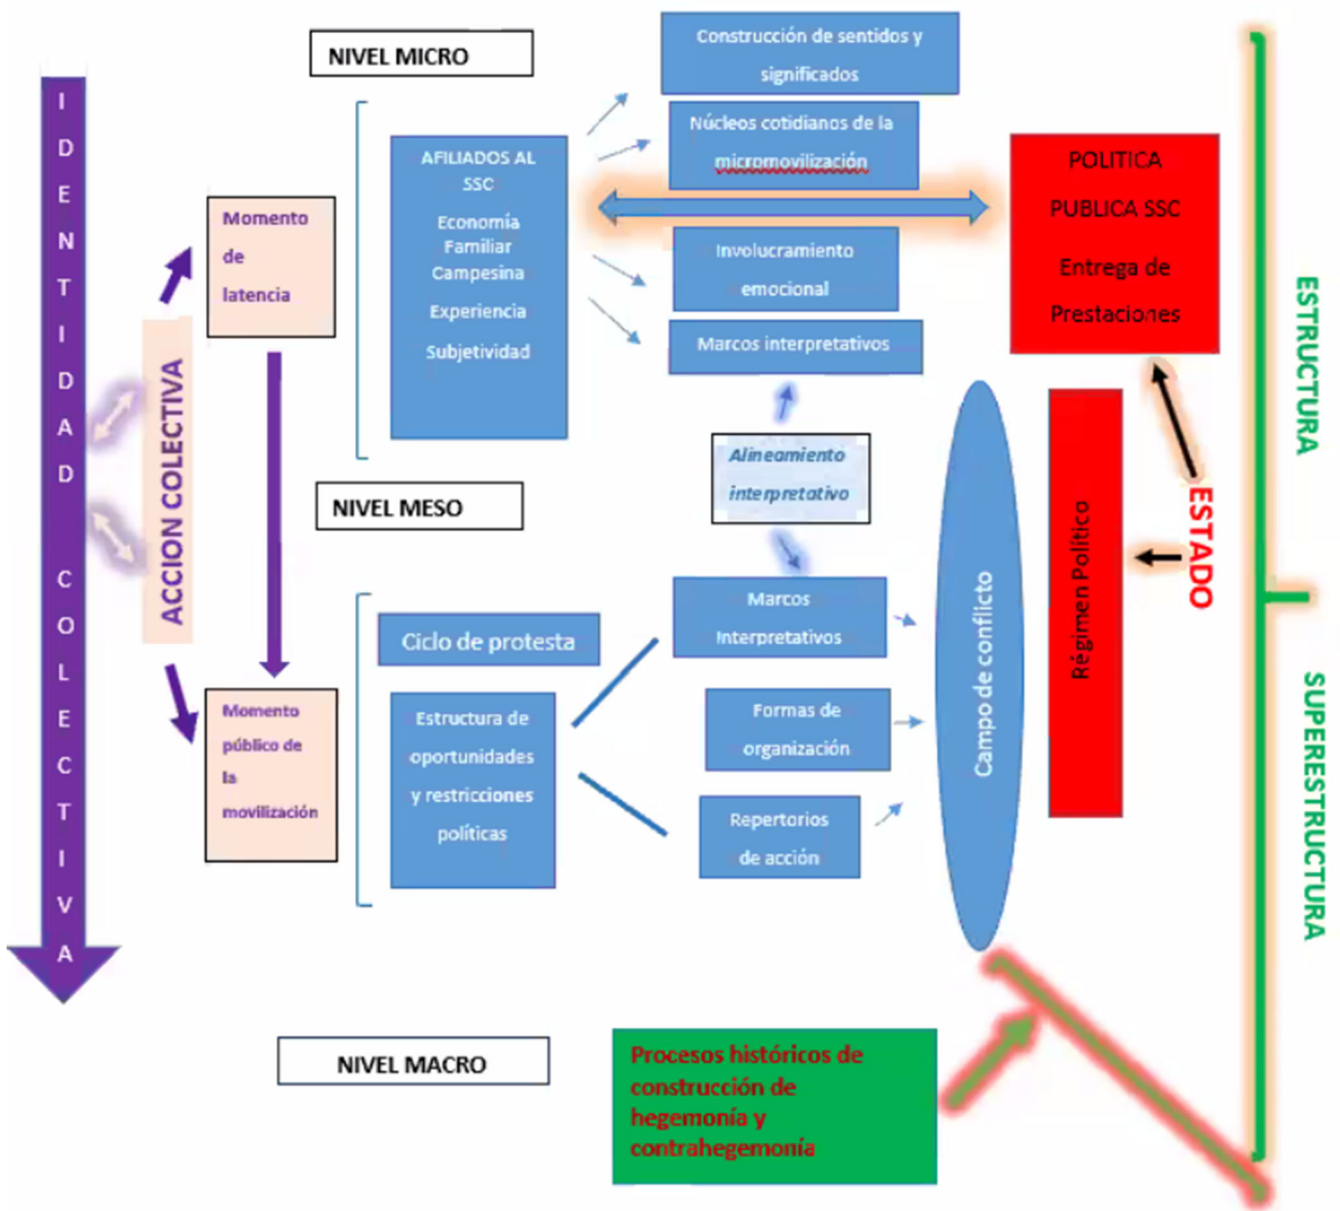 NIVEL MICRO
Construcción de sentidos y
significados
Núcleos cotidianos de la
micromovilización
AFILIADOS AL
SSC
Economía
Familiar
Campesina
Experiencia
Subjetividad
Involucramiento
emocional
Marcos interpretativos
POLITICA
PUBLICA SSC
Entrega de
Prestaciones
IDENTIDAD COLECTIVA
ACCION COLECTIVA
Momento
de
latencia
Alineamiento
interpretativo
NIVEL MESO
Ciclo de protesta
Estructura de
oportunidades
y restricciones
políticas
Momento
público de
la
movilización
Marcos
Interpretativos
Formas de
organización
Repertorios
de acción
Campo de conflicto
Régimen Político
ESTADO
ESTRUCTURA
SUPERESTRUCTURA
NIVEL MACRO
Procesos históricos de
construcción de
hegemonía y
contrahegemonía